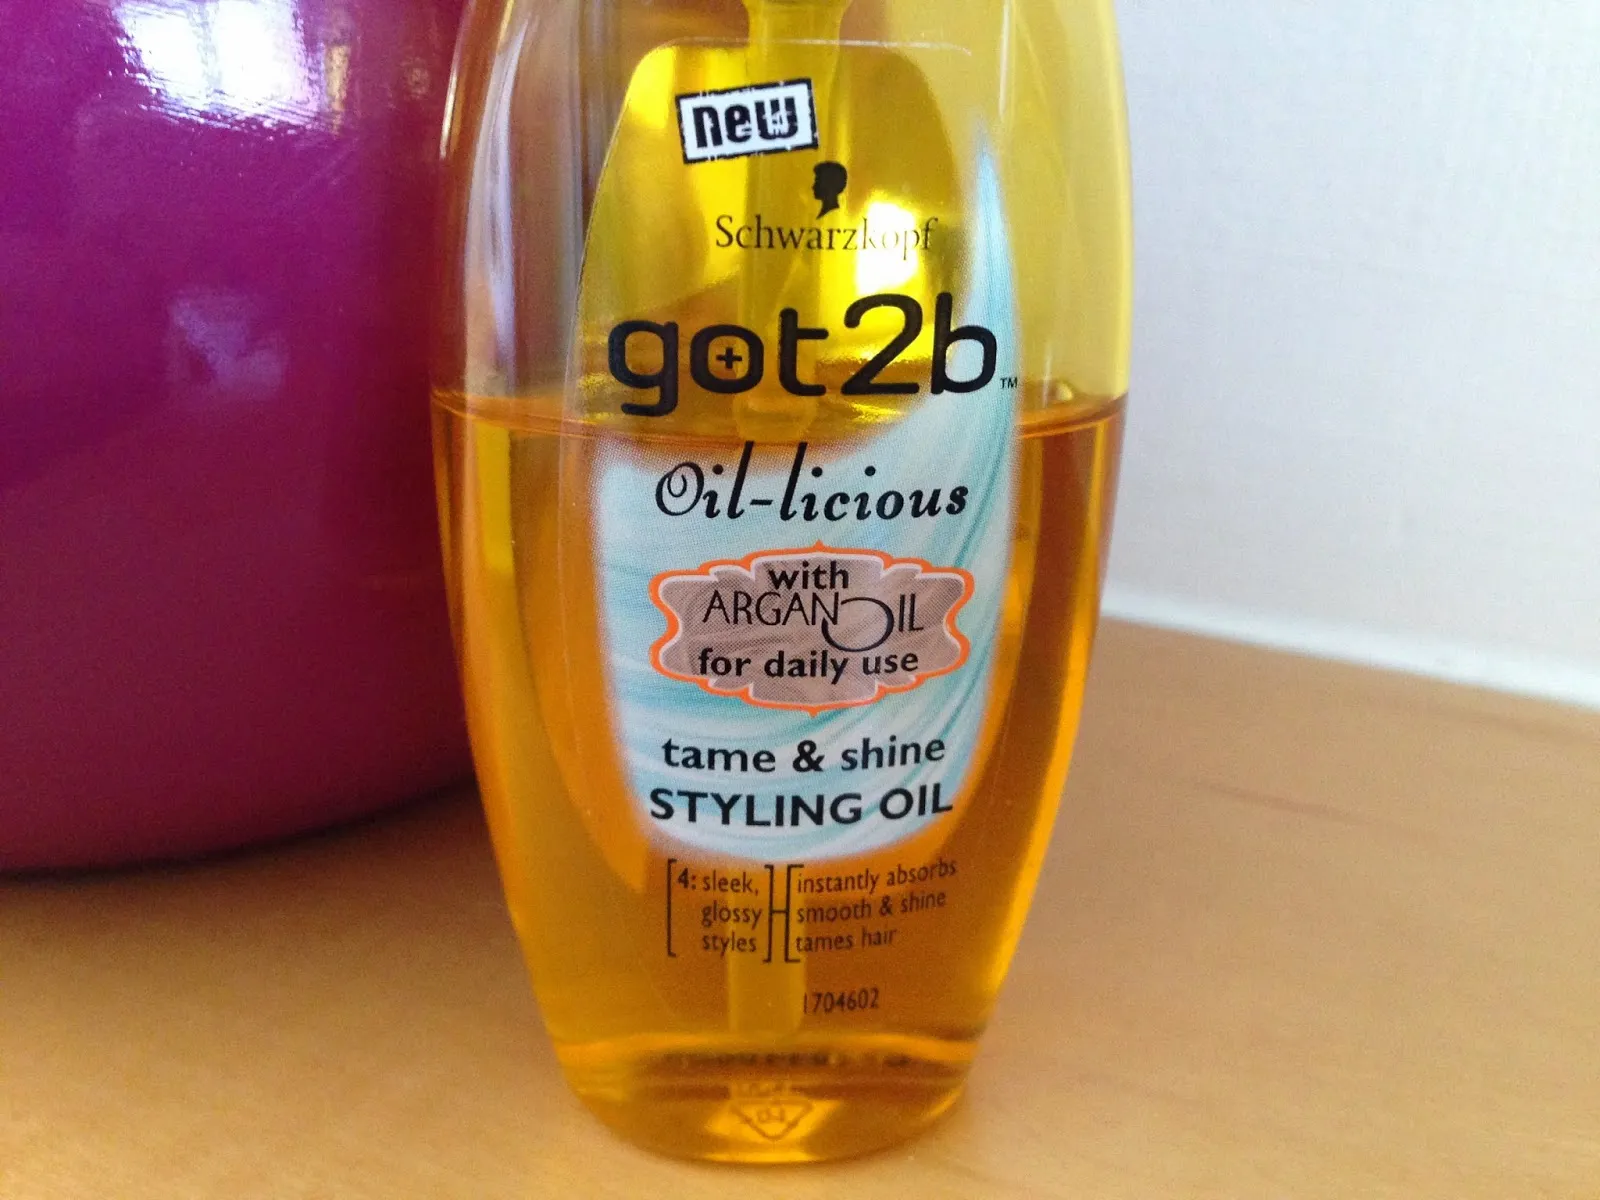 new
Schwarzkopf
got2b™
Oil-licious
with
ARGAN OIL
for daily use
tame & shine
STYLING OIL
4: sleek,
glossy
styles
instantly absorbs
smooth & shine
tames hair
1704602